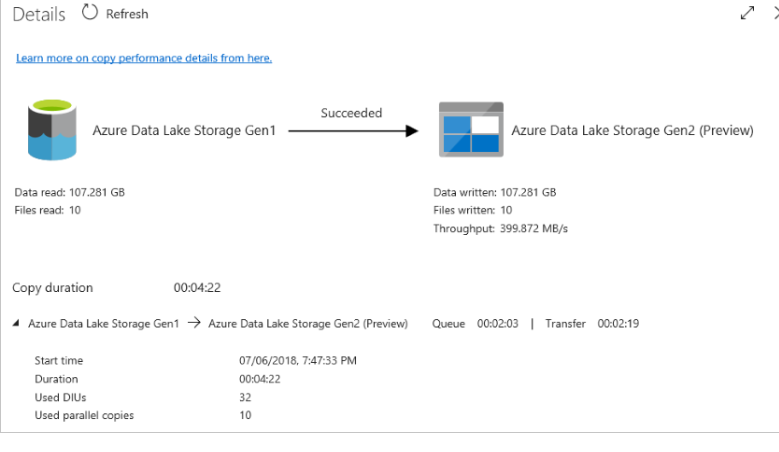 Details Refresh
Learn more on copy performance details from here.
Succeeded
Azure Data Lake Storage Gen1
Azure Data Lake Storage Gen2 (Preview)
Data read: 107.281 GB
Files read: 10
Data written: 107.281 GB
Files written: 10
Throughput: 399.872 MB/s
Copy duration 00:04:22
Azure Data Lake Storage Gen1 → Azure Data Lake Storage Gen2 (Preview) Queue 00:02:03 | Transfer 00:02:19
Start time 07/06/2018, 7:47:33 PM
Duration 00:04:22
Used DIUs 32
Used parallel copies 10